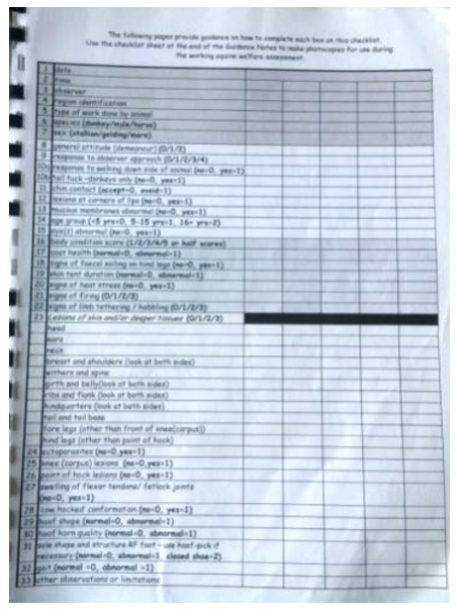 The following pages provide guidance on how to complete each box on this checklist.
Use the checklist sheet at the end of the Guidance Notes to make photocopies for use during
the working equine welfare assessment.
1 date
2 time
3 observer
4 region identification
5 type of work done by animal
6 species (donkey/mule/horse)
7 sex (stallion/gelding/mare)
8 general attitude (demeanour) (0/1/2)
9 response to observer approach (0/1/2/3/4)
10a response to walking down side of animal (no=0, yes=1)
10b tail tuck -donkeys only (no=0, yes=1)
11 chin contact (accept=0, avoid=1)
12 lesions at corners of lips (no=0, yes=1)
13 mucous membranes abnormal (no=0, yes=1)
14 age group (<5 yrs=0, 5-15 yrs=1, 16+ yrs=2)
15 eye(s) abnormal (no=0, yes=1)
16 body condition score (1/2/3/4/5 or half scores)
17 coat health (normal=0, abnormal=1)
18 signs of faecal soiling on hind legs (no=0, yes=1)
19 skin tent duration (normal=0, abnormal=1)
20 signs of heat stress (no=0, yes=1)
21 signs of firing (0/1/2/3)
22 signs of limb tethering / hobbling (0/1/2/3)
23 Lesions of skin and/or deeper tissues (0/1/2/3)
head
ears
neck
breast and shoulders (look at both sides)
withers and spine
girth and belly(look at both sides)
ribs and flank (look at both sides)
hindquarters (look at both sides)
tail and tail base
fore legs (other than front of knee(carpus))
hind legs (other than point of hock)
24 ectoparasites (no=0, yes=1)
25 knee (carpus) lesions (no=0, yes=1)
26 point of hock lesions (no=0, yes=1)
27 swelling of flexor tendons/ fetlock joints
(no=0, yes=1)
28 cow hocked conformation (no=0, yes=1)
29 hoof shape (normal=0, abnormal=1)
30 hoof horn quality (normal=0, abnormal=1)
31 sole shape and structure RF foot - use hoof-pick if
necessary (normal=0, abnormal=1, closed shoe=2)
32 gait (normal =0, abnormal =1)
33 other observations or limitations